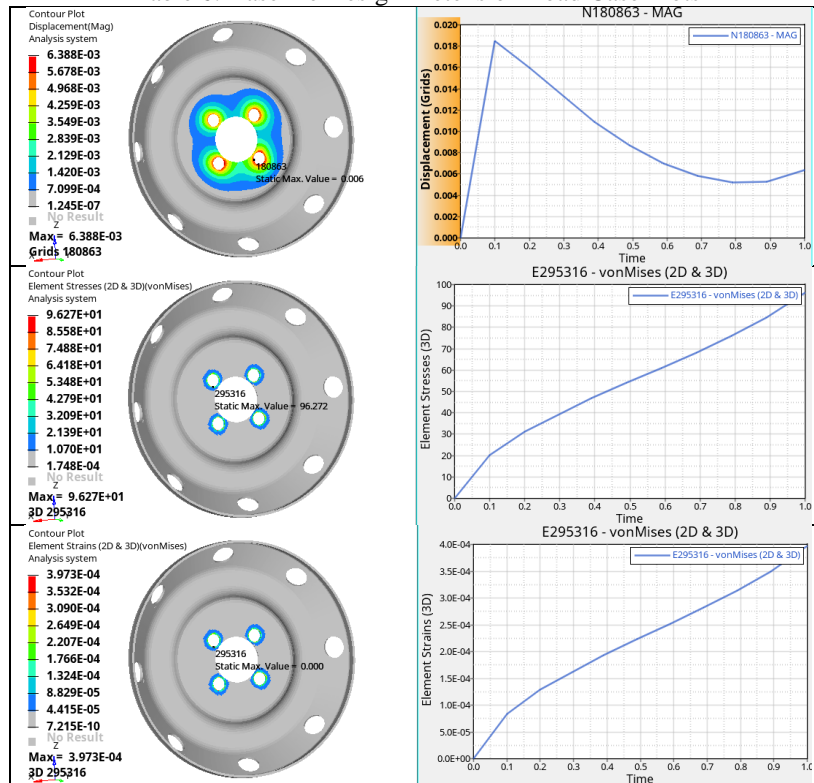 Contour Plot
Displacement(Mag)
Analysis system
6.388E-03
5.678E-03
4.968E-03
4.259E-03
3.549E-03
2.839E-03
2.129E-03
1.420E-03
7.099E-04
1.245E-07
No Result
Z
Max = 6.388E-03
Grids 180863
180863
Static Max. Value = 0.006
N180863 - MAG
N180863 - MAG
Displacement (Grids)
0.020
0.018
0.016
0.014
0.012
0.010
0.008
0.006
0.004
0.002
0.000
0.0 0.1 0.2 0.3 0.4 0.5 0.6 0.7 0.8 0.9 1.0
Time
Contour Plot
Element Stresses (2D & 3D)(vonMises)
Analysis system
9.627E+01
8.558E+01
7.488E+01
6.418E+01
5.348E+01
4.279E+01
3.209E+01
2.139E+01
1.070E+01
1.748E-04
No Result
Z
Max = 9.627E+01
3D 295316
295316
Static Max. Value = 96.272
E295316 - vonMises (2D & 3D)
E295316 - vonMises (2D & 3D)
Element Stresses (3D)
100
90
80
70
60
50
40
30
20
10
0
0.0 0.1 0.2 0.3 0.4 0.5 0.6 0.7 0.8 0.9 1.0
Time
Contour Plot
Element Strains (2D & 3D)(vonMises)
Analysis system
3.973E-04
3.532E-04
3.090E-04
2.649E-04
2.207E-04
1.766E-04
1.324E-04
8.829E-05
4.415E-05
7.215E-10
No Result
Z
Max = 3.973E-04
3D 295316
295316
Static Max. Value = 0.000
E295316 - vonMises (2D & 3D)
E295316 - vonMises (2D & 3D)
Element Strains (3D)
4.0E-04
3.5E-04
3.0E-04
2.5E-04
2.0E-04
1.5E-04
1.0E-04
5.0E-05
0.0E+00
0.0 0.1 0.2 0.3 0.4 0.5 0.6 0.7 0.8 0.9 1.0
Time